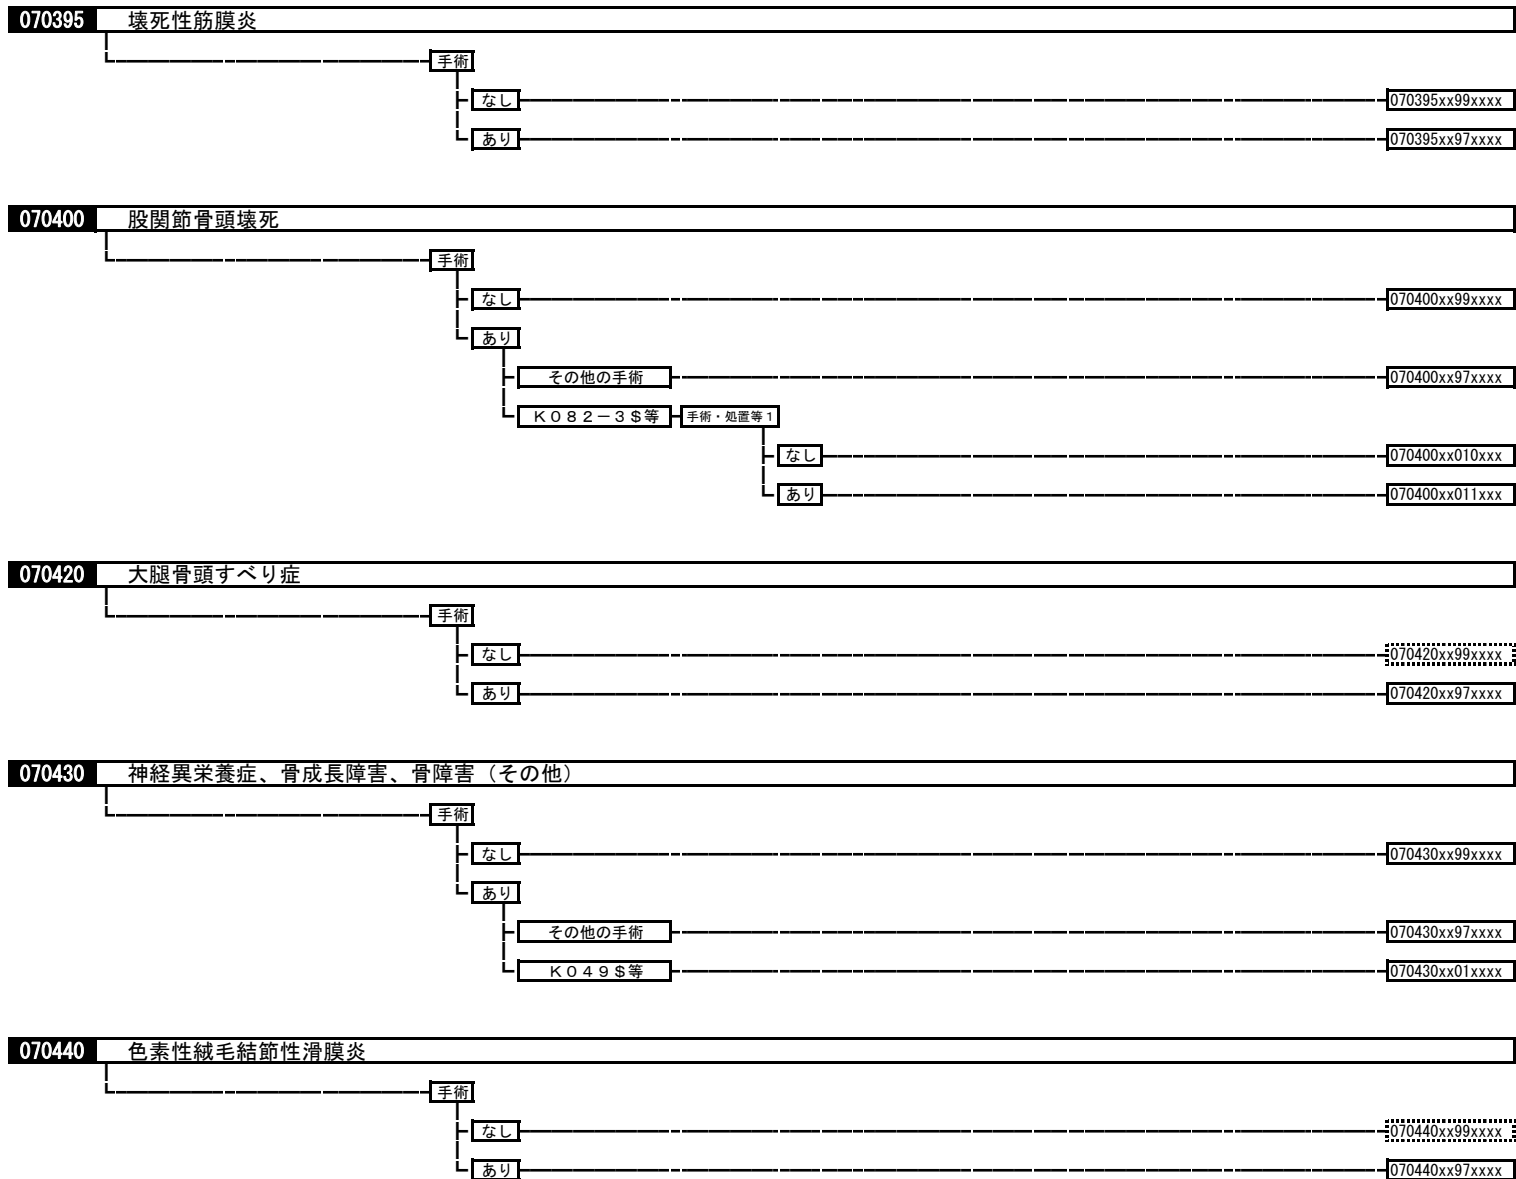 070395 壊死性筋膜炎
手術
なし 070395xx99xxxx
あり 070395xx97xxxx
070400 股関節骨頭壊死
手術
なし 070400xx99xxxx
あり
その他の手術 070400xx97xxxx
K082-3$等 手術・処置等1
なし 070400xx010xxx
あり 070400xx011xxx
070420 大腿骨頭すべり症
手術
なし 070420xx99xxxx
あり 070420xx97xxxx
070430 神経異栄養症、骨成長障害、骨障害（その他）
手術
なし 070430xx99xxxx
あり
その他の手術 070430xx97xxxx
K049$等 070430xx01xxxx
070440 色素性絨毛結節性滑膜炎
手術
なし 070440xx99xxxx
あり 070440xx97xxxx